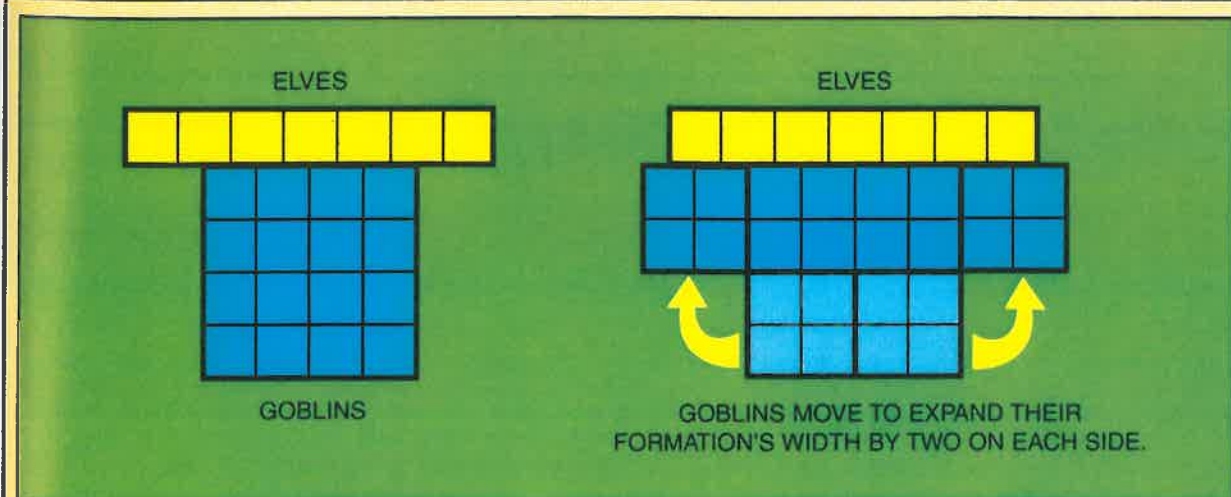 ELVES
GOBLINS
ELVES
GOBLINS MOVE TO EXPAND THEIR
FORMATION'S WIDTH BY TWO ON EACH SIDE.